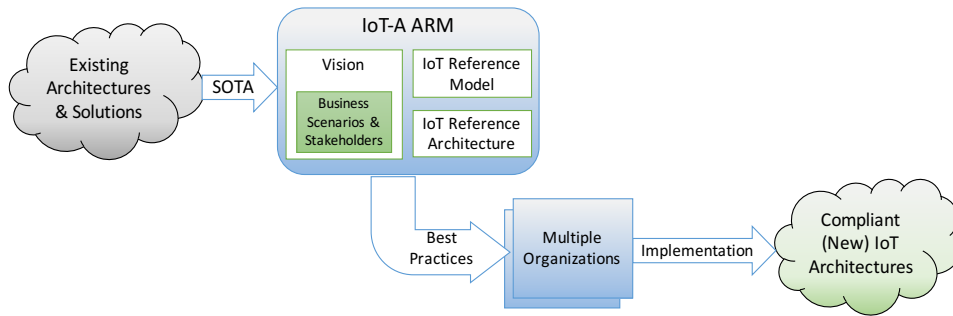 IoT-A ARM
Existing
Architectures
& Solutions
SOTA
Vision
Business
Scenarios &
Stakeholders
IoT Reference
Model
IoT Reference
Architecture
Best
Practices
Multiple
Organizations
Implementation
Compliant
(New) IoT
Architectures